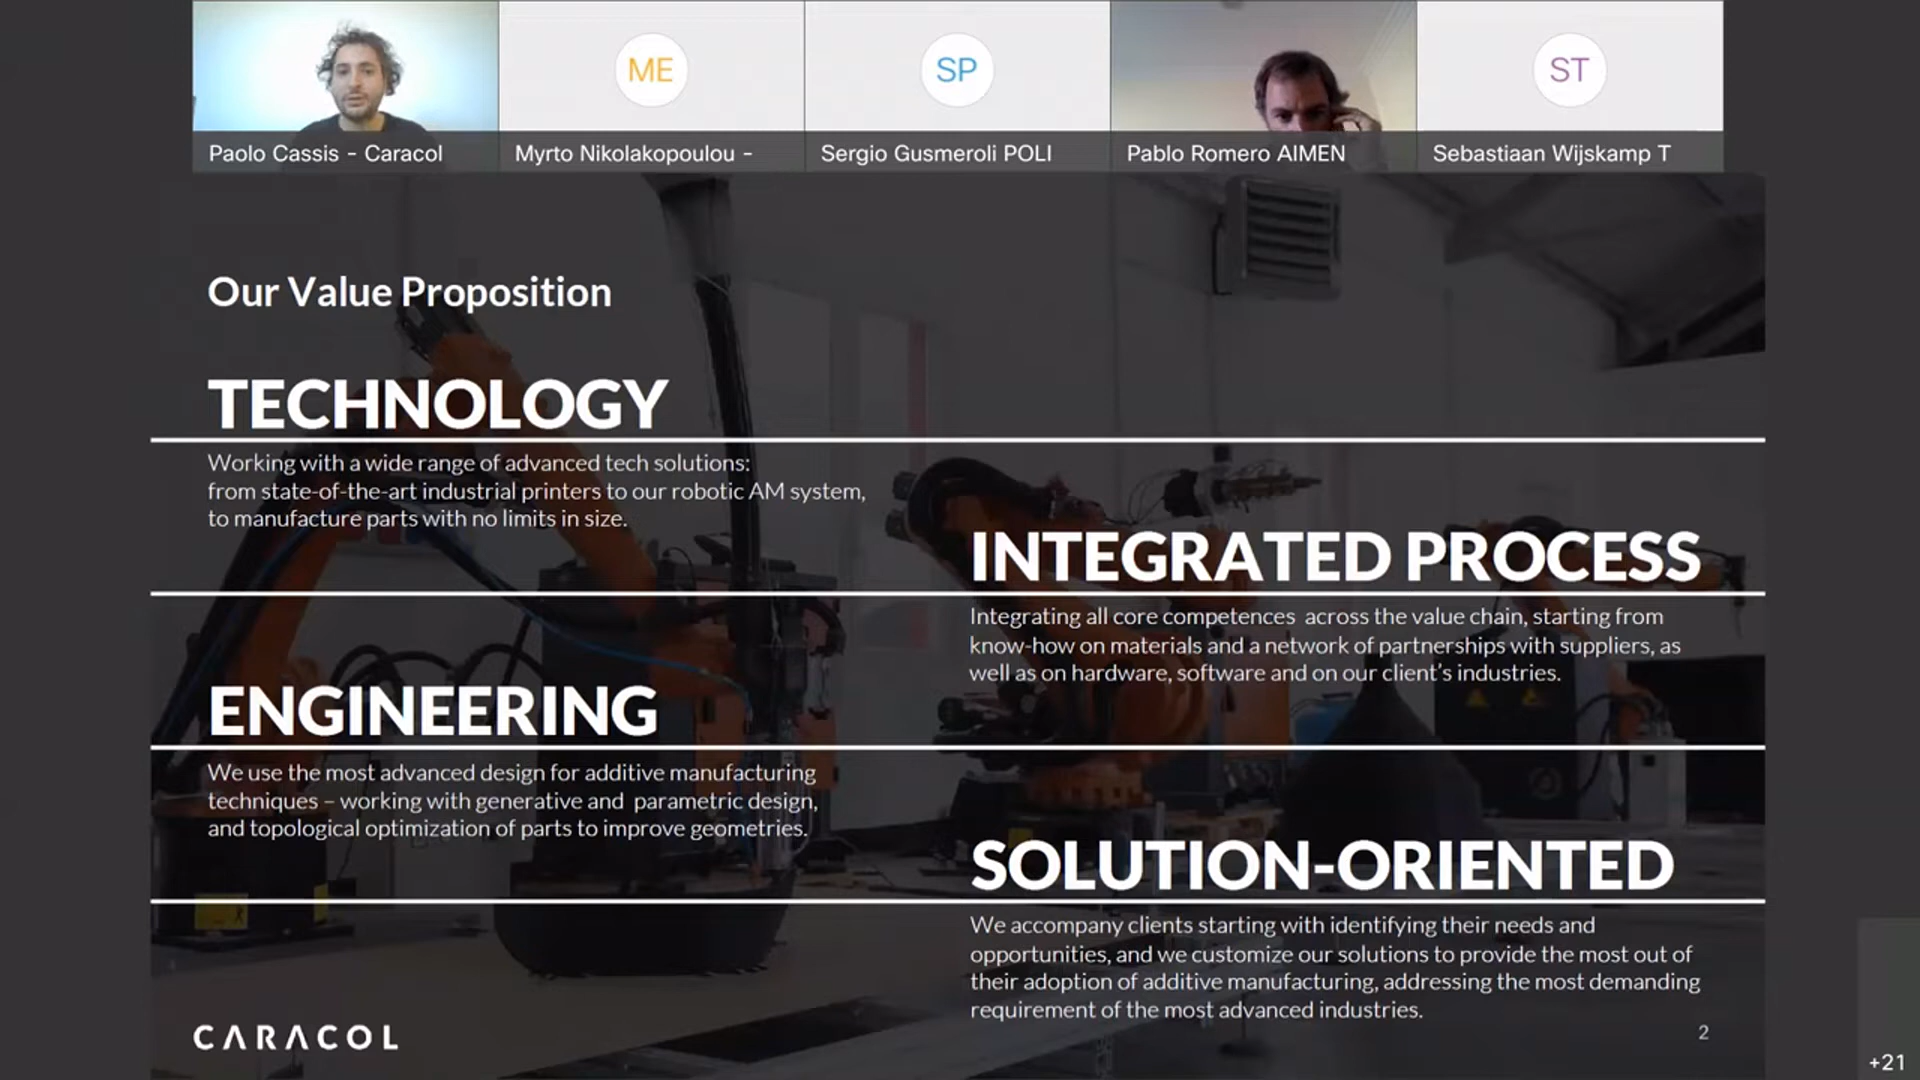 ME
SP
ST
Paolo Cassis - Caracol
Myrto Nikolakopoulou -
Sergio Gusmeroli POLI
Pablo Romero AIMEN
Sebastiaan Wijskamp T
Our Value Proposition
TECHNOLOGY
Working with a wide range of advanced tech solutions:
from state-of-the-art industrial printers to our robotic AM system,
to manufacture parts with no limits in size.
INTEGRATED PROCESS
Integrating all core competences  across the value chain, starting from
know-how on materials and a network of partnerships with suppliers, as
well as on hardware, software and on our client’s industries.
ENGINEERING
We use the most advanced design for additive manufacturing
techniques – working with generative and  parametric design,
and topological optimization of parts to improve geometries.
SOLUTION-ORIENTED
We accompany clients starting with identifying their needs and
opportunities, and we customize our solutions to provide the most out of
their adoption of additive manufacturing, addressing the most demanding
requirement of the most advanced industries.
CARACOL
2
+21